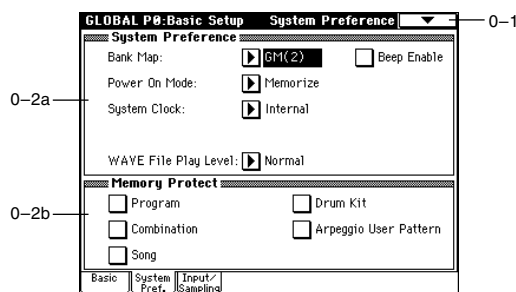 GLOBAL P0:Basic Setup System Preference
0–1
System Preference
Bank Map: GM(2) Beep Enable
Power On Mode: Memorize
0–2a
System Clock: Internal
WAVE File Play Level: Normal
Memory Protect
Program Drum Kit
0–2b
Combination Arpeggio User Pattern
Song
Basic System Pref. Input/ Sampling